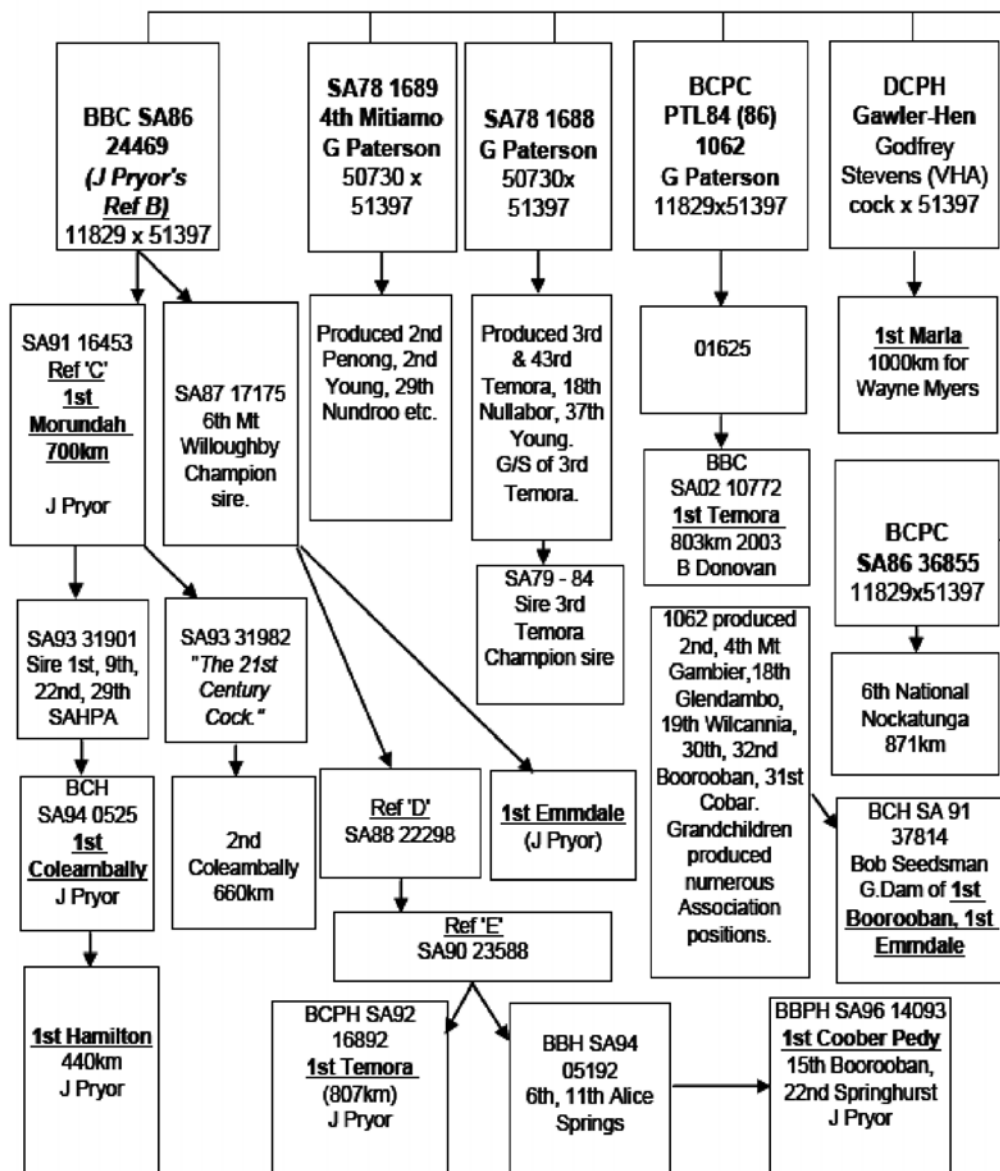 BBC SA86
24469
(J Pryor's
Ref B)
11829 x 51397
SA78 1689
4th Mitiamo
G Paterson
50730 x
51397
SA78 1688
G Paterson
50730x
51397
BCPC
PTL84 (86)
1062
G Paterson
11829x51397
DCPH
Gawler-Hen
Godfrey
Stevens (VHA)
cock x 51397
SA91 16453
Ref 'C'
1st
Morundah
700km
J Pryor
SA87 17175
6th Mt
Willoughby
Champion
sire.
Produced 2nd
Penong, 2nd
Young, 29th
Nundroo etc.
Produced 3rd
& 43rd
Temora, 18th
Nullabor, 37th
Young.
G/S of 3rd
Temora.
01625
1st Marla
1000km for
Wayne Myers
BBC
SA02 10772
1st Temora
803km 2003
B Donovan
BCPC
SA86 36855
11829x51397
SA93 31901
Sire 1st, 9th,
22nd, 29th
SAHPA
SA93 31982
"The 21st
Century
Cock."
SA79 - 84
Sire 3rd
Temora
Champion sire
1062 produced
2nd, 4th Mt
Gambier,18th
Glendambo,
19th Wilcannia,
30th, 32nd
Boorooban, 31st
Cobar.
Grandchildren
produced
numerous
Association
positions.
6th National
Nockatunga
871km
BCH
SA94 0525
1st
Coleambally
J Pryor
2nd
Coleambally
660km
Ref 'D'
SA88 22298
1st Emmdale
(J Pryor)
BCH SA 91
37814
Bob Seedsman
G.Dam of 1st
Boorooban, 1st
Emmdale
Ref 'E'
SA90 23588
1st Hamilton
440km
J Pryor
BCPH SA92
16892
1st Temora
(807km)
J Pryor
BBH SA94
05192
6th, 11th Alice
Springs
BBPH SA96 14093
1st Coober Pedy
15th Boorooban,
22nd Springhurst
J Pryor